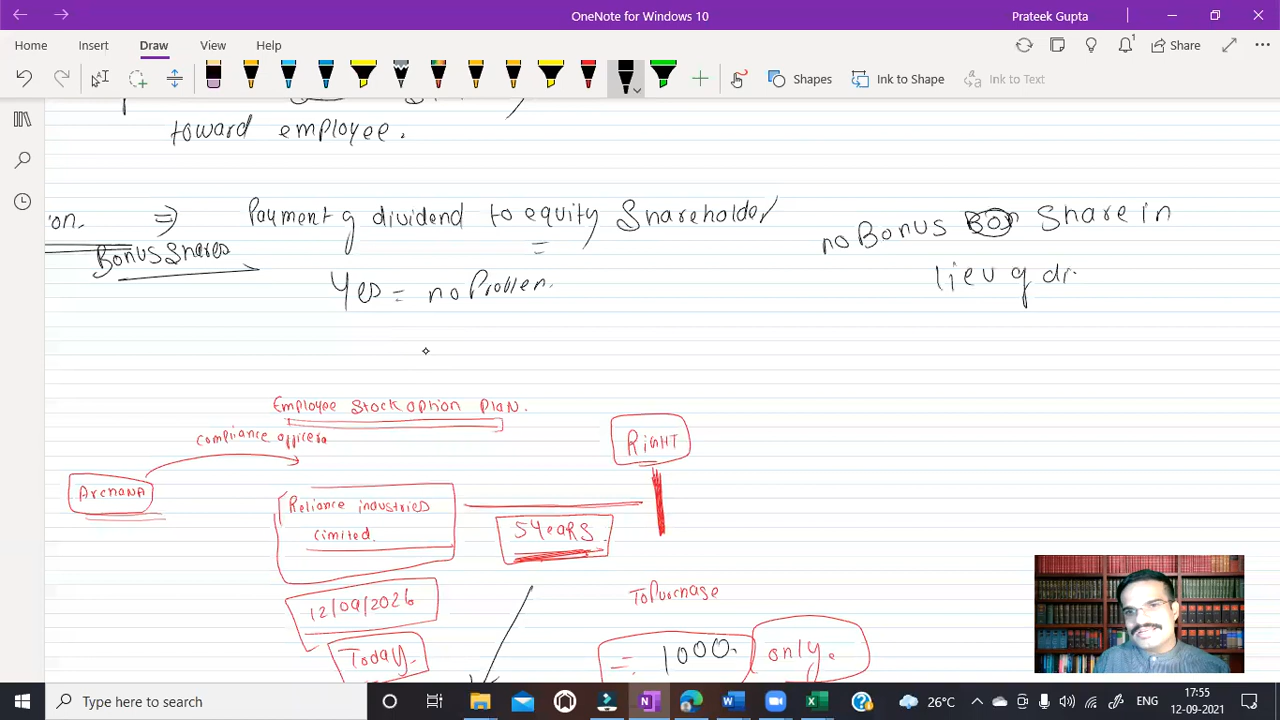 OneNote for Windows 10
Prateek Gupta
Home Insert Draw View Help
Share
Shapes
Ink to Shape
Ink to Text
toward employee.
on. ⇒ Payment of dividend to equity Shareholder
Bonus Shares
Yes = no Problem.
no Bonus Share in
lieu of di
Employee Stock option Plan.
compliance officer
RiGHT
Archana
Reliance industries
Limited.
5 YeaRS.
12/09/2026
To Purchase
Today.
= 1000. only.
Type here to search
26°C
ENG
17:55
12-09-2021